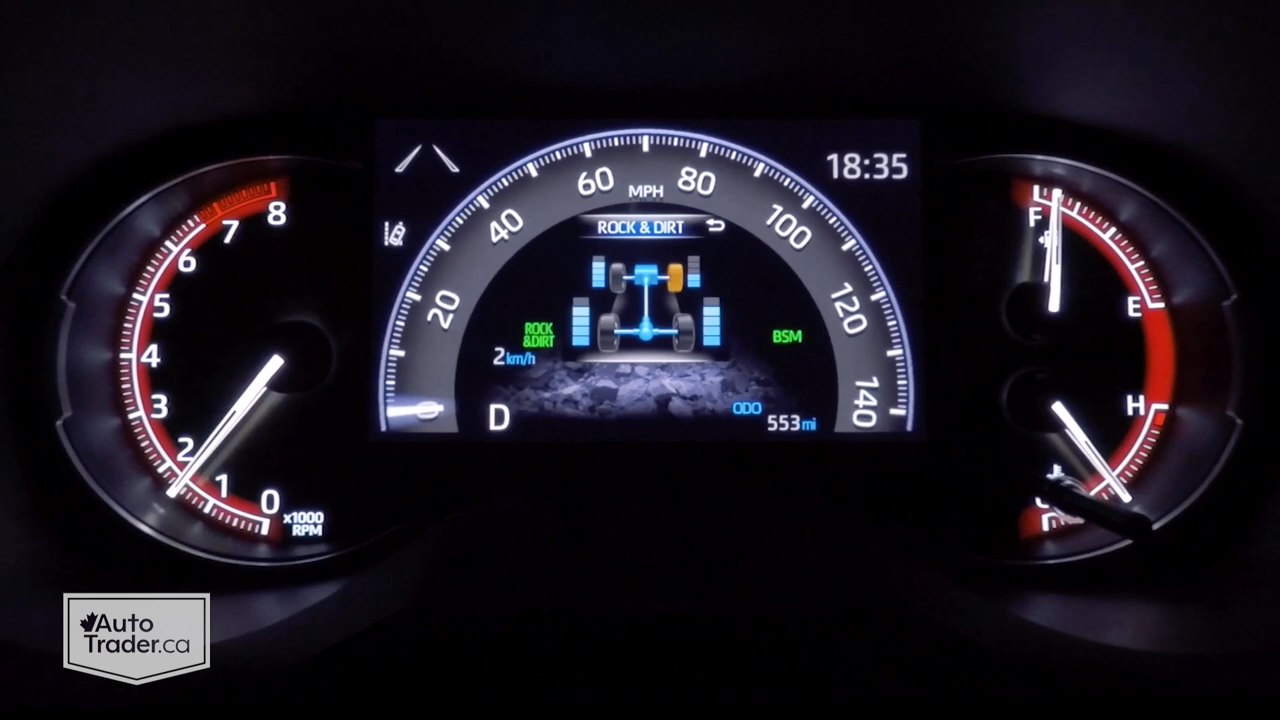 18:35
60
MPH
80
40
100
20
120
0
140
ROCK & DIRT
ROCK
&DIRT
2km/h
BSM
D
ODO
553mi
8
7
6
5
4
3
2
1
0
x1000
RPM
F
E
H
Auto
Trader.ca